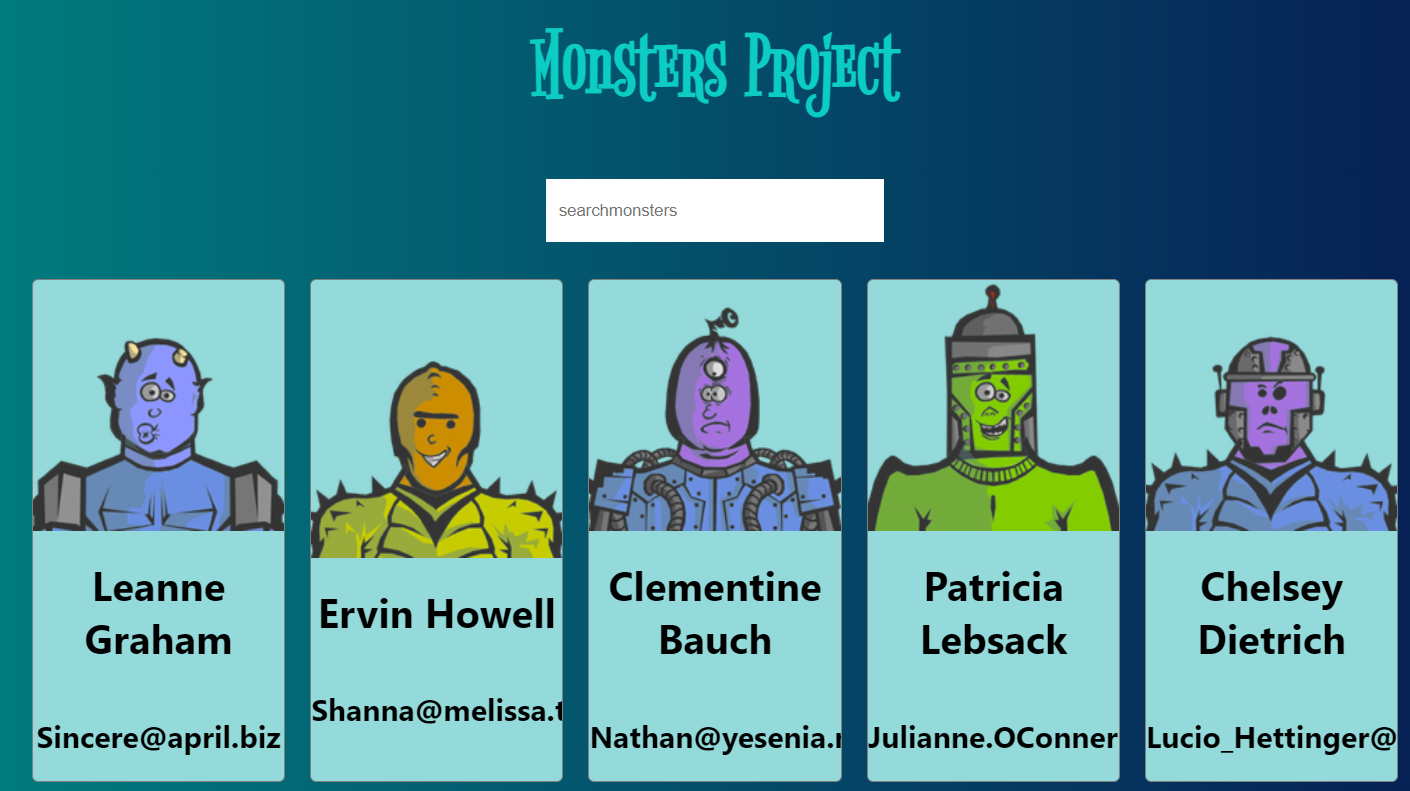 Monsters Project
searchmonsters
Leanne
Graham
Sincere@april.biz
Ervin Howell
Shanna@melissa.t
Clementine
Bauch
Nathan@yesenia.
Patricia
Lebsack
Julianne.OConner
Chelsey
Dietrich
Lucio_Hettinger@